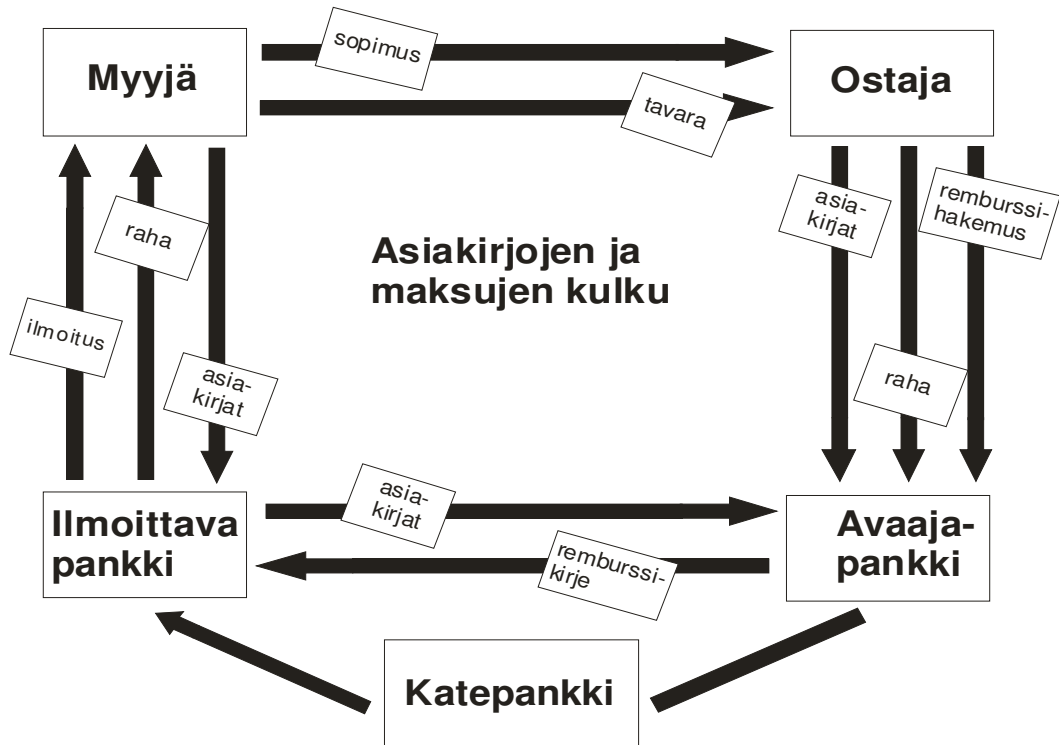 sopimus
Myyjä
Ostaja
tavara
asia-
kirjat
remburssi-
hakemus
raha
Asiakirjojen ja
maksujen kulku
ilmoitus
asia-
kirjat
raha
asia-
kirjat
Ilmoittava
pankki
Avaaja-
pankki
remburssi-
kirje
Katepankki